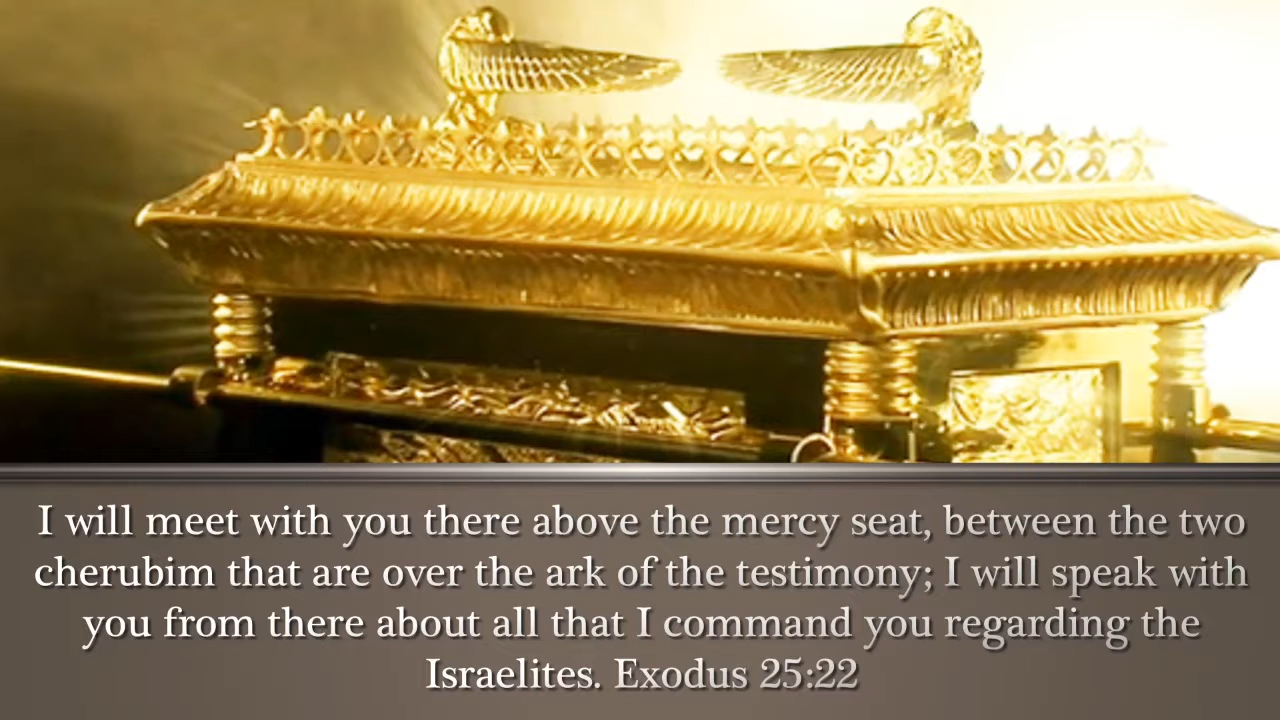 I will meet with you there above the mercy seat, between the two
cherubim that are over the ark of the testimony; I will speak with
you from there about all that I command you regarding the
Israelites. Exodus 25:22